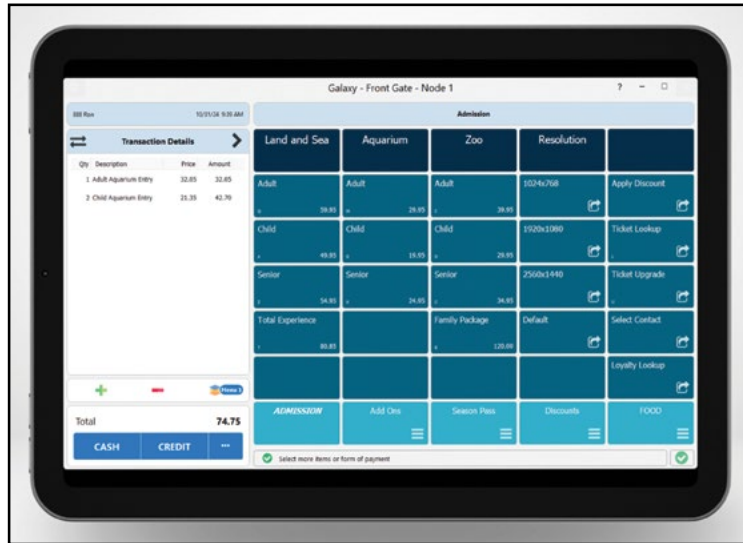 Galaxy - Front Gate - Node 1
?
9:35 AM
Admission
Transaction Details
Qty Description Price Amount
1 Adult Aquarium Entry 32.05 32.05
2 Child Aquarium Entry 21.35 42.70
Land and Sea Aquarium Zoo Resolution
Adult Adult Adult 1024x768 Apply Discount
59.95 29.95 39.95
Child Child Child 1920x1080 Ticket Lookup
49.95 19.95 29.95
Senior Senior Senior 2560x1440 Ticket Upgrade
54.95 24.95 34.95
Total Experience Family Package Default Select Contact
80.85 120.00
Loyalty Lookup
Total 74.75
ADMISSION Add Ons Season Pass Discounts FOOD
CASH CREDIT ...
Select more items or form of payment